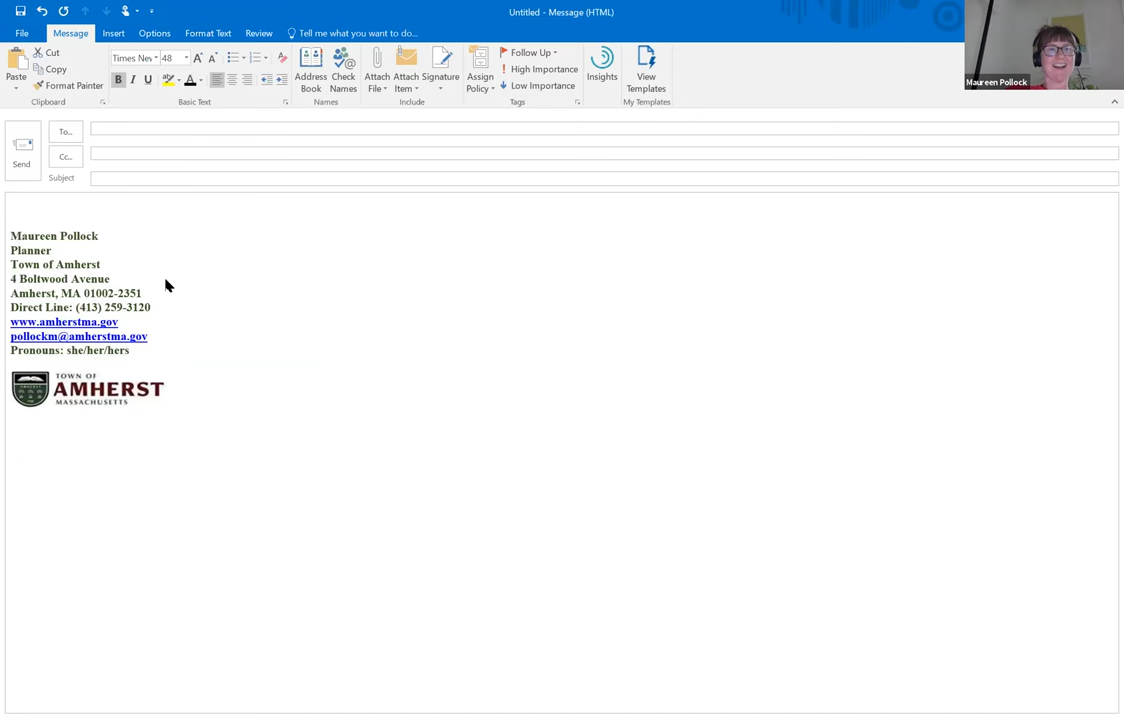 Untitled - Message (HTML)
File Message Insert Options Format Text Review Tell me what you want to do...
Cut
Copy
Format Painter
Paste
Clipboard
Times Nev 48
B I U
Basic Text
Address Book
Check Names
Names
Attach File
Attach Item
Signature
Include
Assign Policy
Follow Up
High Importance
Low Importance
Tags
Insights
View Templates
My Templates
Maureen Pollock
Send
To...
Cc...
Subject
Maureen Pollock
Planner
Town of Amherst
4 Boltwood Avenue
Amherst, MA 01002-2351
Direct Line: (413) 259-3120
www.amherstma.gov
pollockm@amherstma.gov
Pronouns: she/her/hers
TOWN OF
AMHERST
MASSACHUSETTS